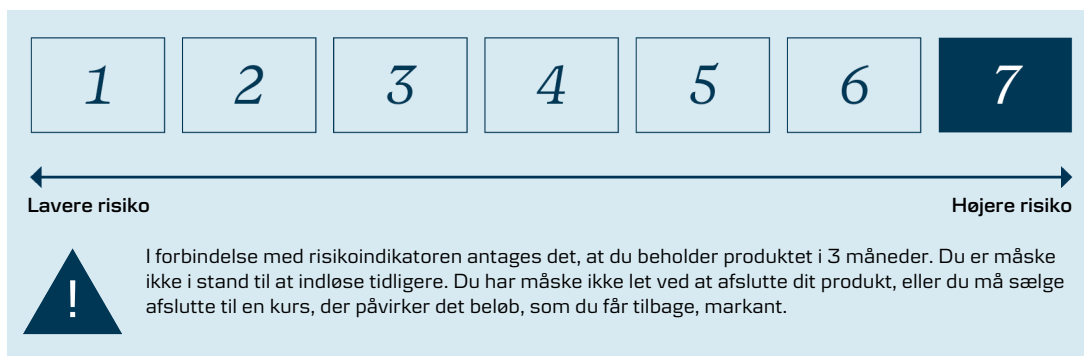 1 2 3 4 5 6 7
Lavere risiko Højere risiko
! I forbindelse med risikoindikatoren antages det, at du beholder produktet i 3 måneder. Du er måske
ikke i stand til at indløse tidligere. Du har måske ikke let ved at afslutte dit produkt, eller du må sælge
afslutte til en kurs, der påvirker det beløb, som du får tilbage, markant.